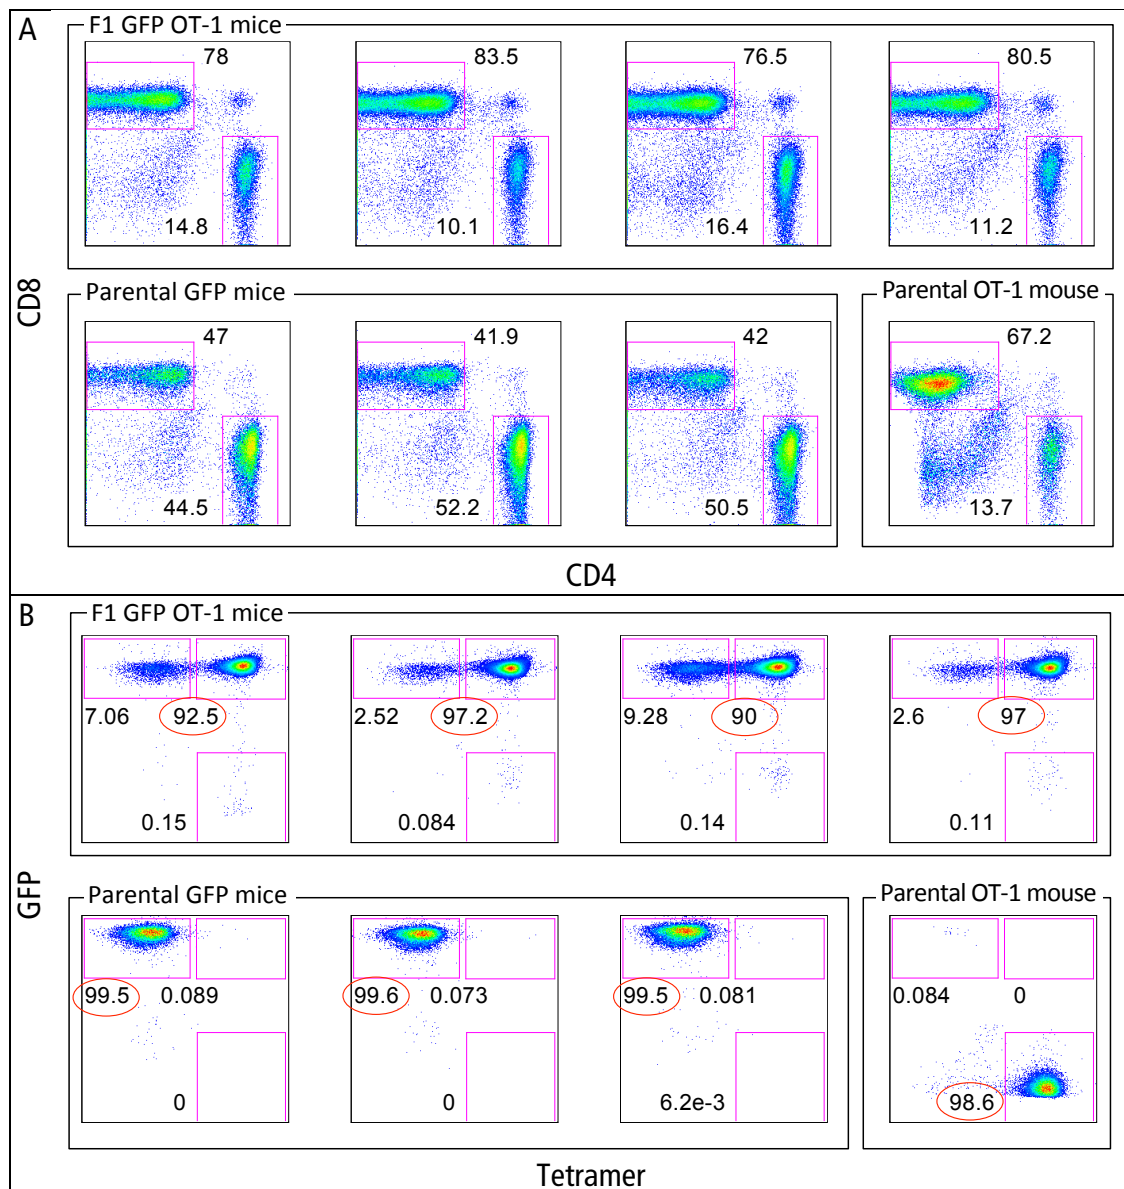 A
F1 GFP OT-1 mice
78 83.5 76.5 80.5
14.8 10.1 16.4 11.2
CD8
Parental GFP mice Parental OT-1 mouse
47 41.9 42 67.2
44.5 52.2 50.5 13.7
CD4
B
F1 GFP OT-1 mice
7.06 92.5 2.52 97.2 9.28 90 2.6 97
0.15 0.084 0.14 0.11
GFP
Parental GFP mice Parental OT-1 mouse
99.5 0.089 99.6 0.073 99.5 0.081 0.084 0
0 0 6.2e-3 98.6
Tetramer